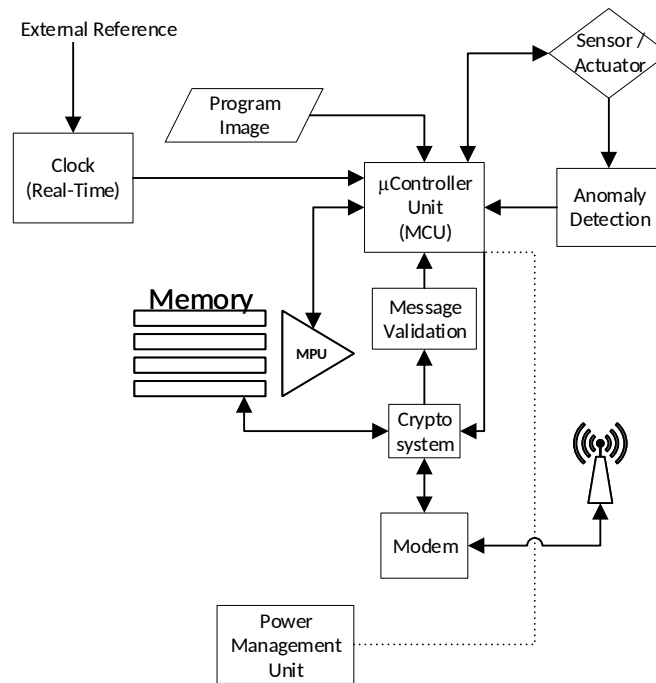 External Reference
Sensor /
Actuator
Program
Image
Clock
(Real-Time)
μController
Unit
(MCU)
Anomaly
Detection
Memory
Message
Validation
MPU
Crypto
system
Modem
Power
Management
Unit